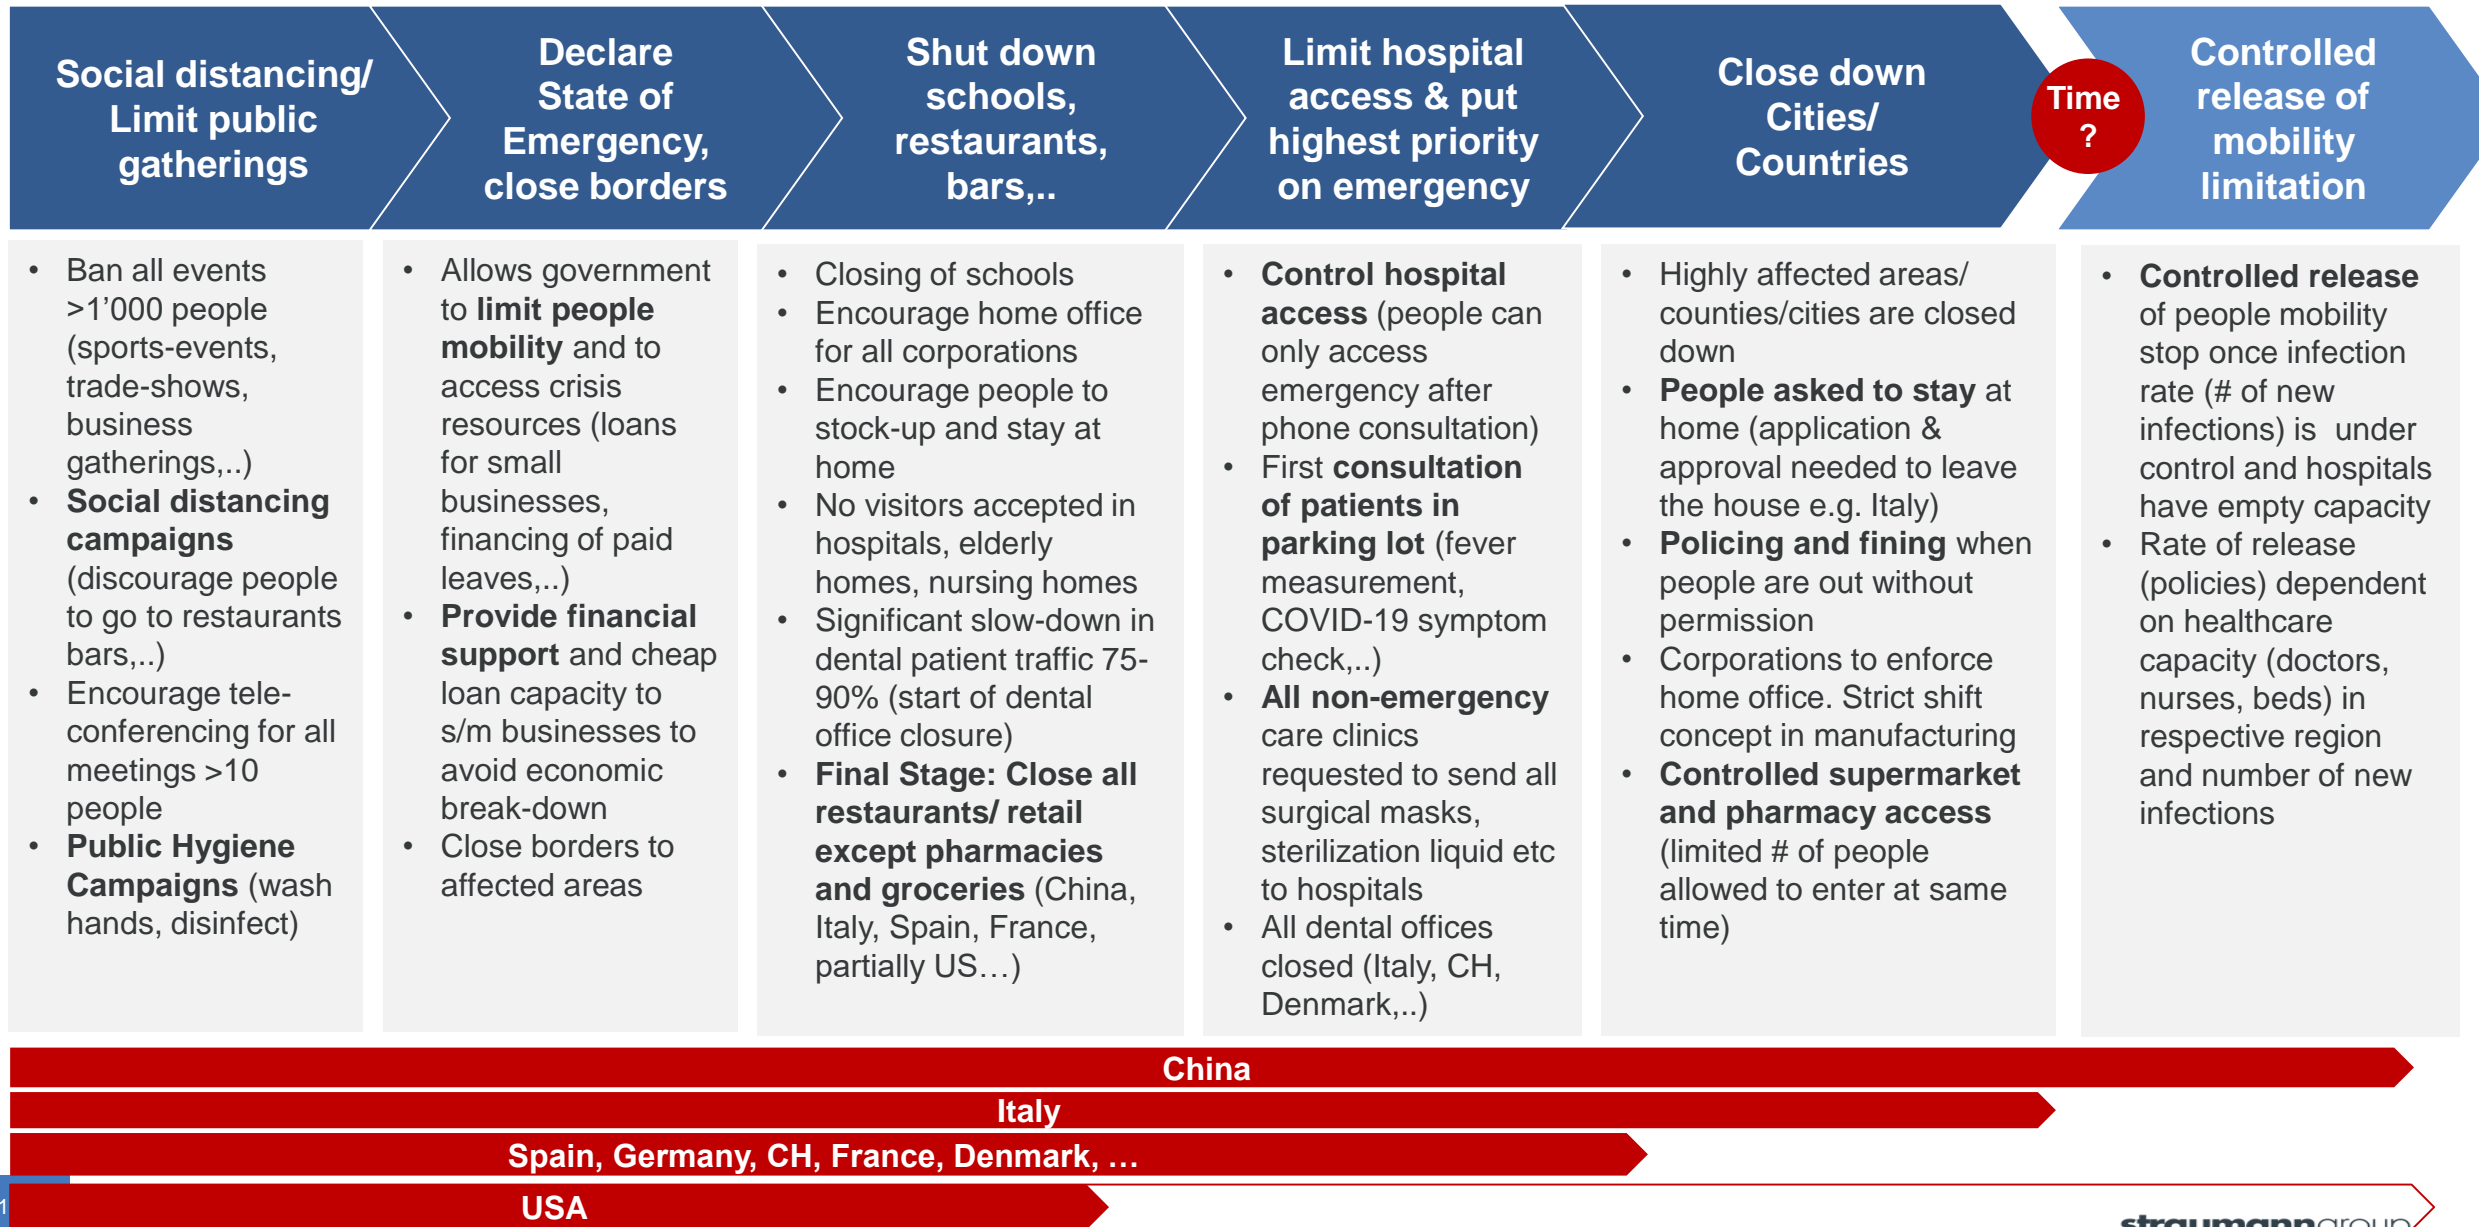 Social distancing/
Limit public
gatherings
Declare
State of
Emergency,
close borders
Shut down
schools,
restaurants,
bars,..
Limit hospital
access & put
highest priority
on emergency
Close down
Cities/
Countries
Time
?
Controlled
release of
mobility
limitation
• Ban all events
>1’000 people
(sports-events,
trade-shows,
business
gatherings,..)
• Social distancing
campaigns
(discourage people
to go to restaurants
bars,..)
• Encourage tele-
conferencing for all
meetings >10
people
• Public Hygiene
Campaigns (wash
hands, disinfect)
• Allows government
to limit people
mobility and to
access crisis
resources (loans
for small
businesses,
financing of paid
leaves,..)
• Provide financial
support and cheap
loan capacity to
s/m businesses to
avoid economic
break-down
• Close borders to
affected areas
• Closing of schools
• Encourage home office
for all corporations
• Encourage people to
stock-up and stay at
home
• No visitors accepted in
hospitals, elderly
homes, nursing homes
• Significant slow-down in
dental patient traffic 75-
90% (start of dental
office closure)
• Final Stage: Close all
restaurants/ retail
except pharmacies
and groceries (China,
Italy, Spain, France,
partially US…)
• Control hospital
access (people can
only access
emergency after
phone consultation)
• First consultation
of patients in
parking lot (fever
measurement,
COVID-19 symptom
check,..)
• All non-emergency
care clinics
requested to send all
surgical masks,
sterilization liquid etc
to hospitals
• All dental offices
closed (Italy, CH,
Denmark,..)
• Highly affected areas/
counties/cities are closed
down
• People asked to stay at
home (application &
approval needed to leave
the house e.g. Italy)
• Policing and fining when
people are out without
permission
• Corporations to enforce
home office. Strict shift
concept in manufacturing
• Controlled supermarket
and pharmacy access
(limited # of people
allowed to enter at same
time)
• Controlled release
of people mobility
stop once infection
rate (# of new
infections) is under
control and hospitals
have empty capacity
• Rate of release
(policies) dependent
on healthcare
capacity (doctors,
nurses, beds) in
respective region
and number of new
infections
China
Italy
Spain, Germany, CH, France, Denmark, …
USA
1
straumanngroup